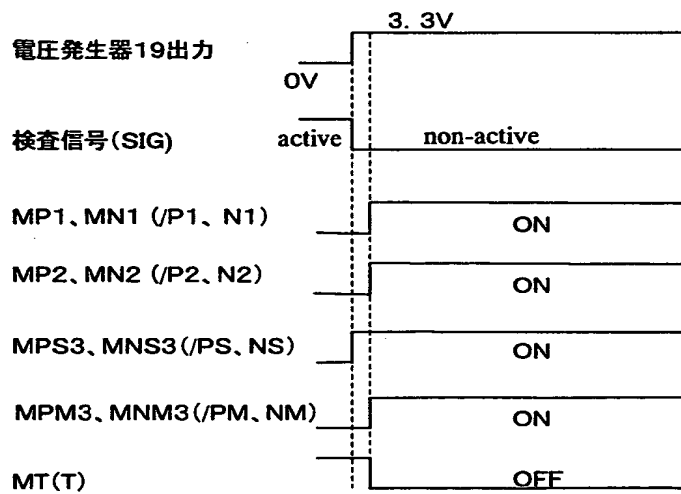 3. 3V
電圧発生器19出力
0V
検査信号(SIG) active non-active
MP1、MN1 (/P1、N1) ON
MP2、MN2 (/P2、N2) ON
MPS3、MNS3(/PS、NS) ON
MPM3、MNM3(/PM、NM) ON
MT(T) OFF